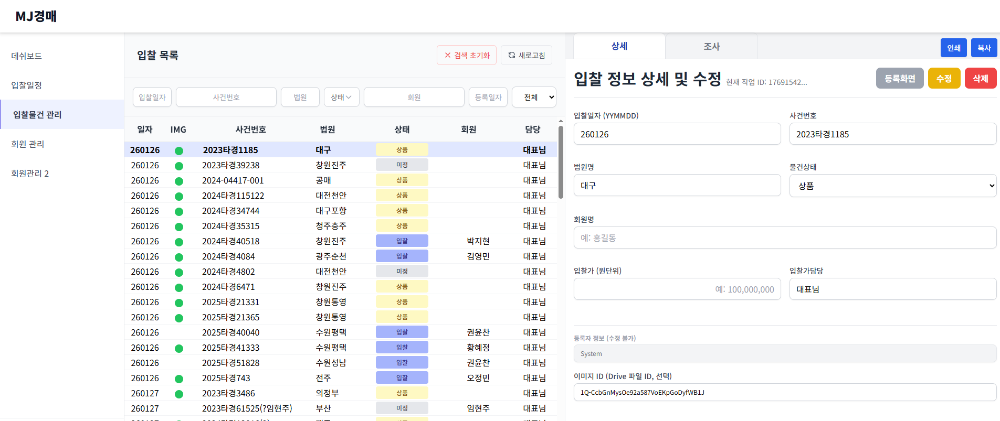 MJ경매
데쉬보드
입찰일정
입찰물건 관리
회원 관리
회원관리 2
입찰 목록
검색 초기화
새로고침
입찰일자 사건번호 법원 상태 회원 등록일자 전체
일자 IMG 사건번호 법원 상태 회원 담당
260126 2023타경1185 대구 상품 대표님
260126 2023타경39238 창원진주 미정 대표님
260126 2024-04417-001 공매 상품 대표님
260126 2024타경115122 대전천안 상품 대표님
260126 2024타경34744 대구포항 상품 대표님
260126 2024타경35315 청주충주 상품 대표님
260126 2024타경40518 창원진주 입찰 박지현 대표님
260126 2024타경4084 광주순천 입찰 김영민 대표님
260126 2024타경4802 대전천안 미정 대표님
260126 2024타경6471 창원진주 상품 대표님
260126 2025타경21331 창원통영 상품 대표님
260126 2025타경21365 창원통영 상품 대표님
260126 2025타경40040 수원평택 입찰 권윤찬 대표님
260126 2025타경41333 수원평택 입찰 황혜정 대표님
260126 2025타경51828 수원성남 입찰 권윤찬 대표님
260126 2025타경743 전주 입찰 오정민 대표님
260127 2023타경3486 의정부 상품 대표님
260127 2023타경61525(?임현주) 부산 미정 임현주 대표님
상세 조사
인쇄 복사
입찰 정보 상세 및 수정 현재 작업 ID: 17691542...
등록화면 수정 삭제
입찰일자 (YYMMDD) 사건번호
260126 2023타경1185
법원명 물건상태
대구 상품
회원명
예: 홍길동
입찰가 (원단위) 입찰가담당
예: 100,000,000 대표님
등록자 정보 (수정 불가)
System
이미지 ID (Drive 파일 ID, 선택)
1Q-CcbGnMysOe92a587VoEKpGoDyfWB1J